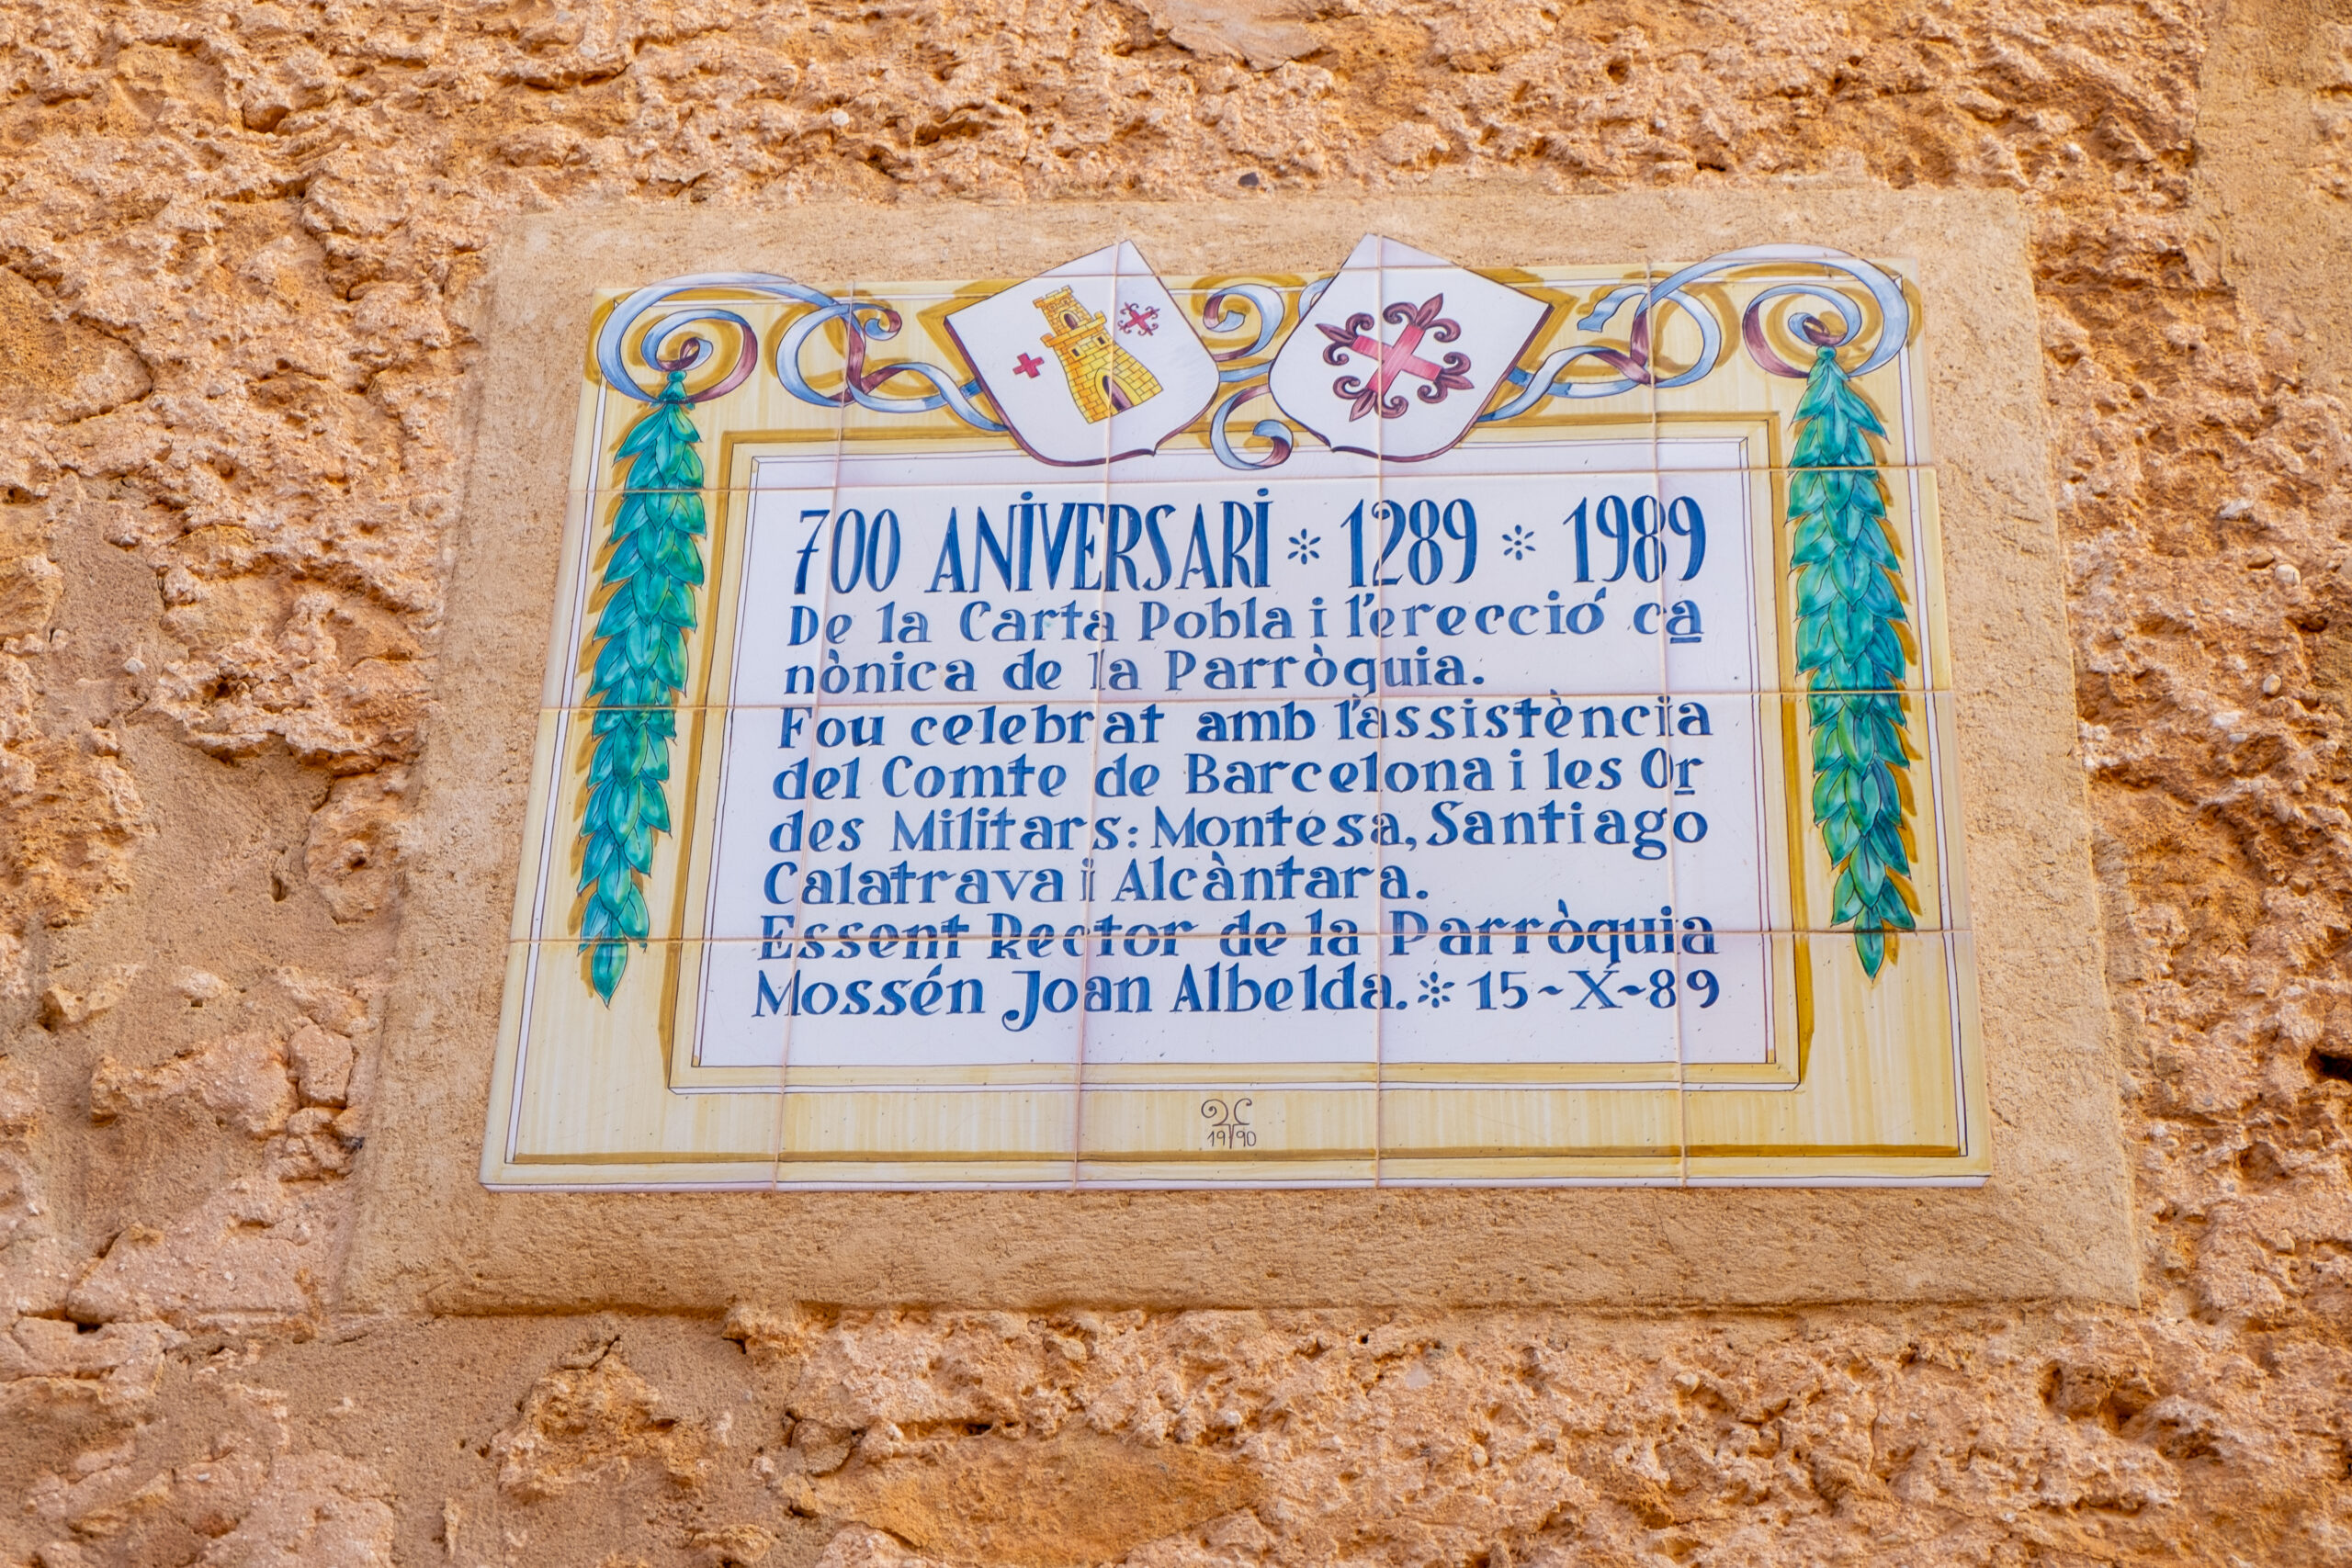 700 ANIVERSARI * 1289 * 1989
De la Carta Pobla i l'erecció ca
nònica de la Parròquia.
Fou celebrat amb l'assistència
del Comte de Barcelona i les Or
des Militars: Montesa, Santiago
Calatrava i Alcàntara.
Essent Rector de la Parròquia
Mossén Joan Albelda. * 15-X-89
1990